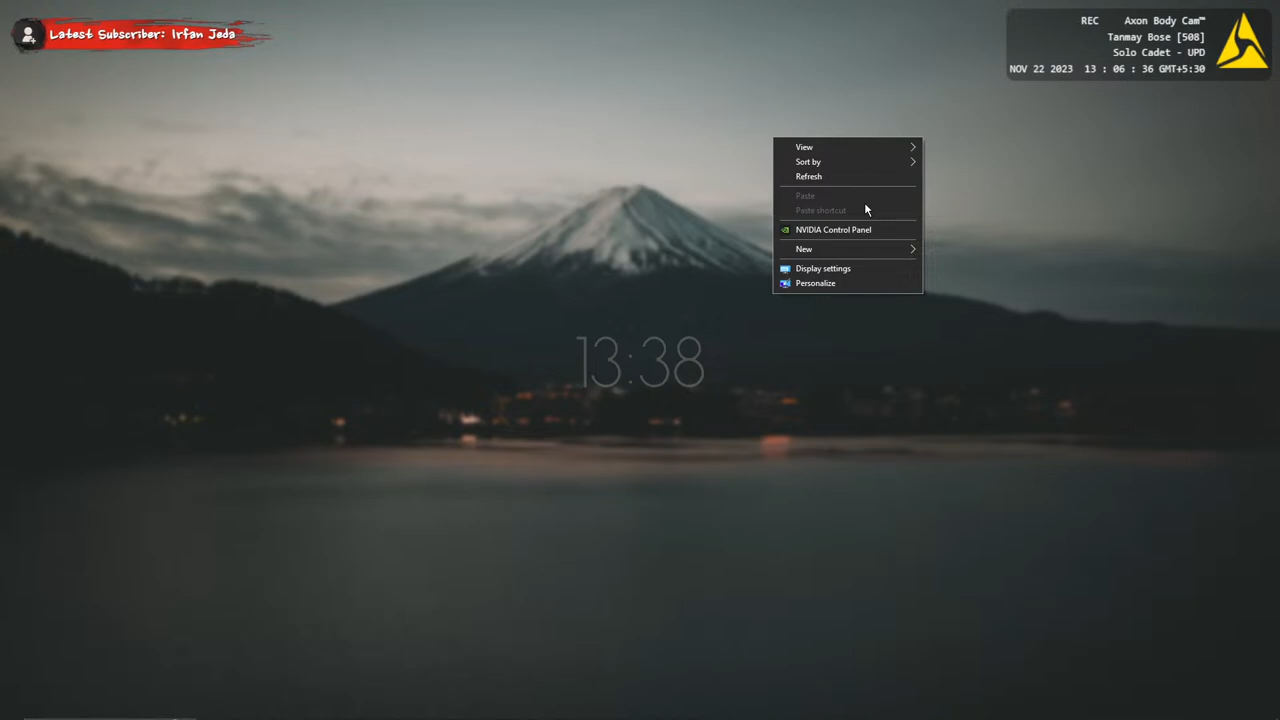 Latest Subscriber: Irfan Jeda
REC Axon Body Cam™
Tanmay Bose [508]
Solo Cadet - UPD
NOV 22 2023 13 : 06 : 36 GMT+5:30
View
Sort by
Refresh
Paste
Paste shortcut
NVIDIA Control Panel
New
Display settings
Personalize
13:38